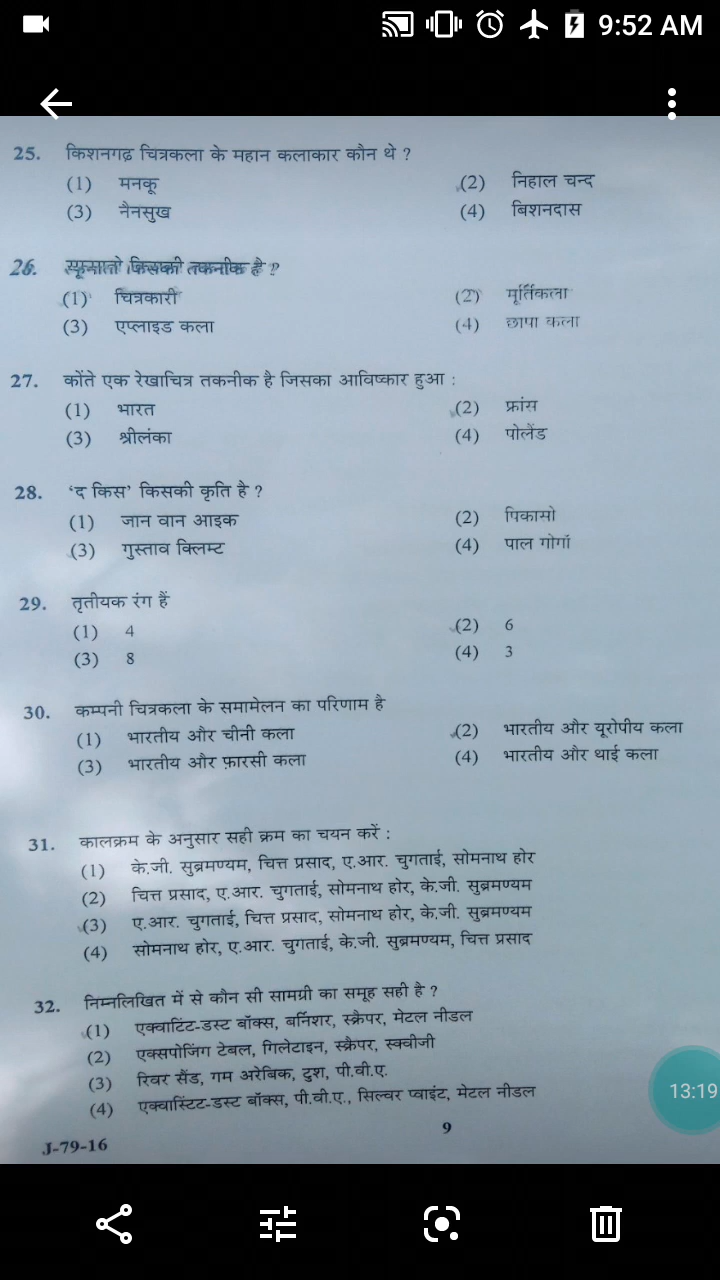 9:52 AM
25. किशनगढ़ चित्रकला के महान कलाकार कौन थे ?
(1) मनकू (2) निहाल चन्द
(3) नैनसुख (4) बिशनदास
26. स्फूमातो किसकी तकनीक है ?
(1) चित्रकारी (2) मूर्तिकला
(3) एप्लाइड कला (4) छापा कला
27. कोंते एक रेखाचित्र तकनीक है जिसका आविष्कार हुआ :
(1) भारत (2) फ्रांस
(3) श्रीलंका (4) पोलेंड
28. 'द किस' किसकी कृति है ?
(1) जान वान आइक (2) पिकासो
(3) गुस्ताव क्लिम्ट (4) पाल गोगाँ
29. तृतीयक रंग हैं
(1) 4 (2) 6
(3) 8 (4) 3
30. कम्पनी चित्रकला के समामेलन का परिणाम है
(1) भारतीय और चीनी कला (2) भारतीय और यूरोपीय कला
(3) भारतीय और फ़ारसी कला (4) भारतीय और थाई कला
31. कालक्रम के अनुसार सही क्रम का चयन करें :
(1) के.जी. सुब्रमण्यम, चित्त प्रसाद, ए.आर. चुगताई, सोमनाथ होर
(2) चित्त प्रसाद, ए.आर. चुगताई, सोमनाथ होर, के.जी. सुब्रमण्यम
(3) ए.आर. चुगताई, चित्त प्रसाद, सोमनाथ होर, के.जी. सुब्रमण्यम
(4) सोमनाथ होर, ए.आर. चुगताई, के.जी. सुब्रमण्यम, चित्त प्रसाद
32. निम्नलिखित में से कौन सी सामग्री का समूह सही है ?
(1) एक्वाटिंट-डस्ट बॉक्स, बर्निशर, स्क्रैपर, मेटल नीडल
(2) एक्सपोजिंग टेबल, गिलेटाइन, स्क्रैपर, स्क्वीजी
(3) रिवर सैंड, गम अरेबिक, टुश, पी.वी.ए.
(4) एक्वास्टिंट-डस्ट बॉक्स, पी.वी.ए., सिल्वर प्वाइंट, मेटल नीडल
13:19
J-79-16 9